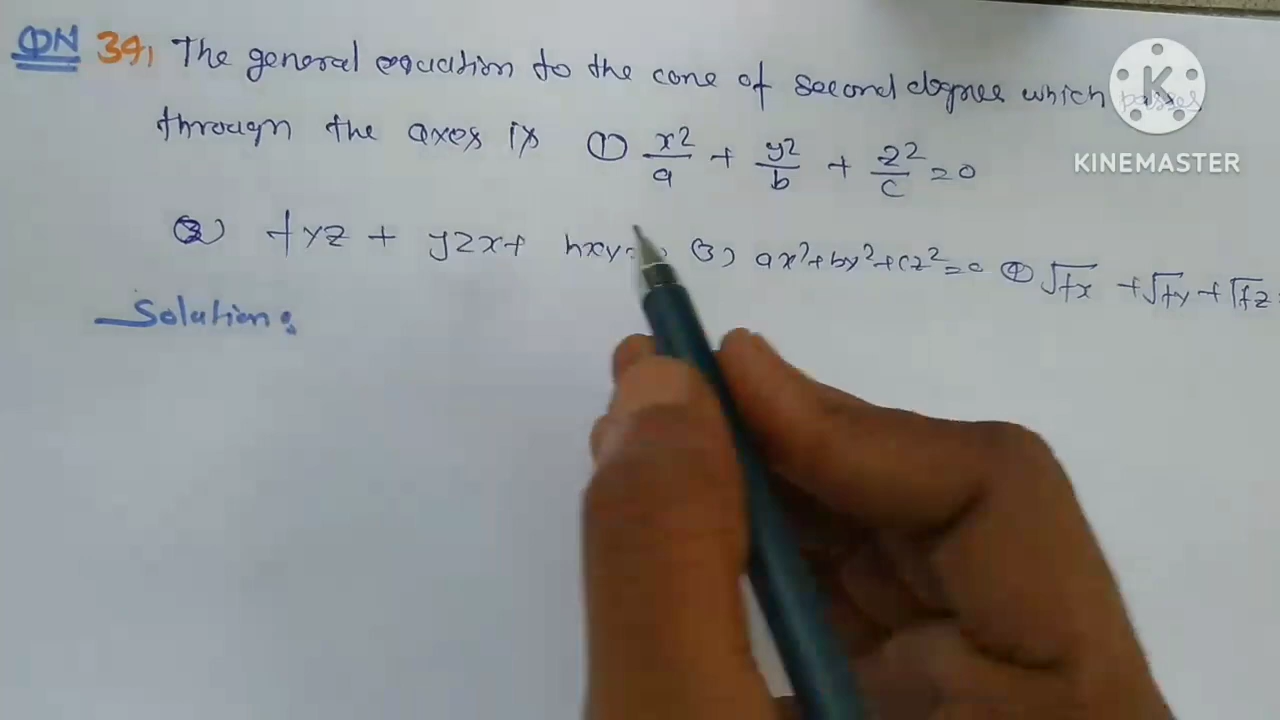 QN 34, The general equation to the cone of second degree which passes
through the axes is ① x²/a + y²/b + z²/c = 0
② fyz + gzx + hxy= ③ ax²+by²+cz²=0 ④ √fx + √fy + √fz
Solution:
K
KINEMASTER